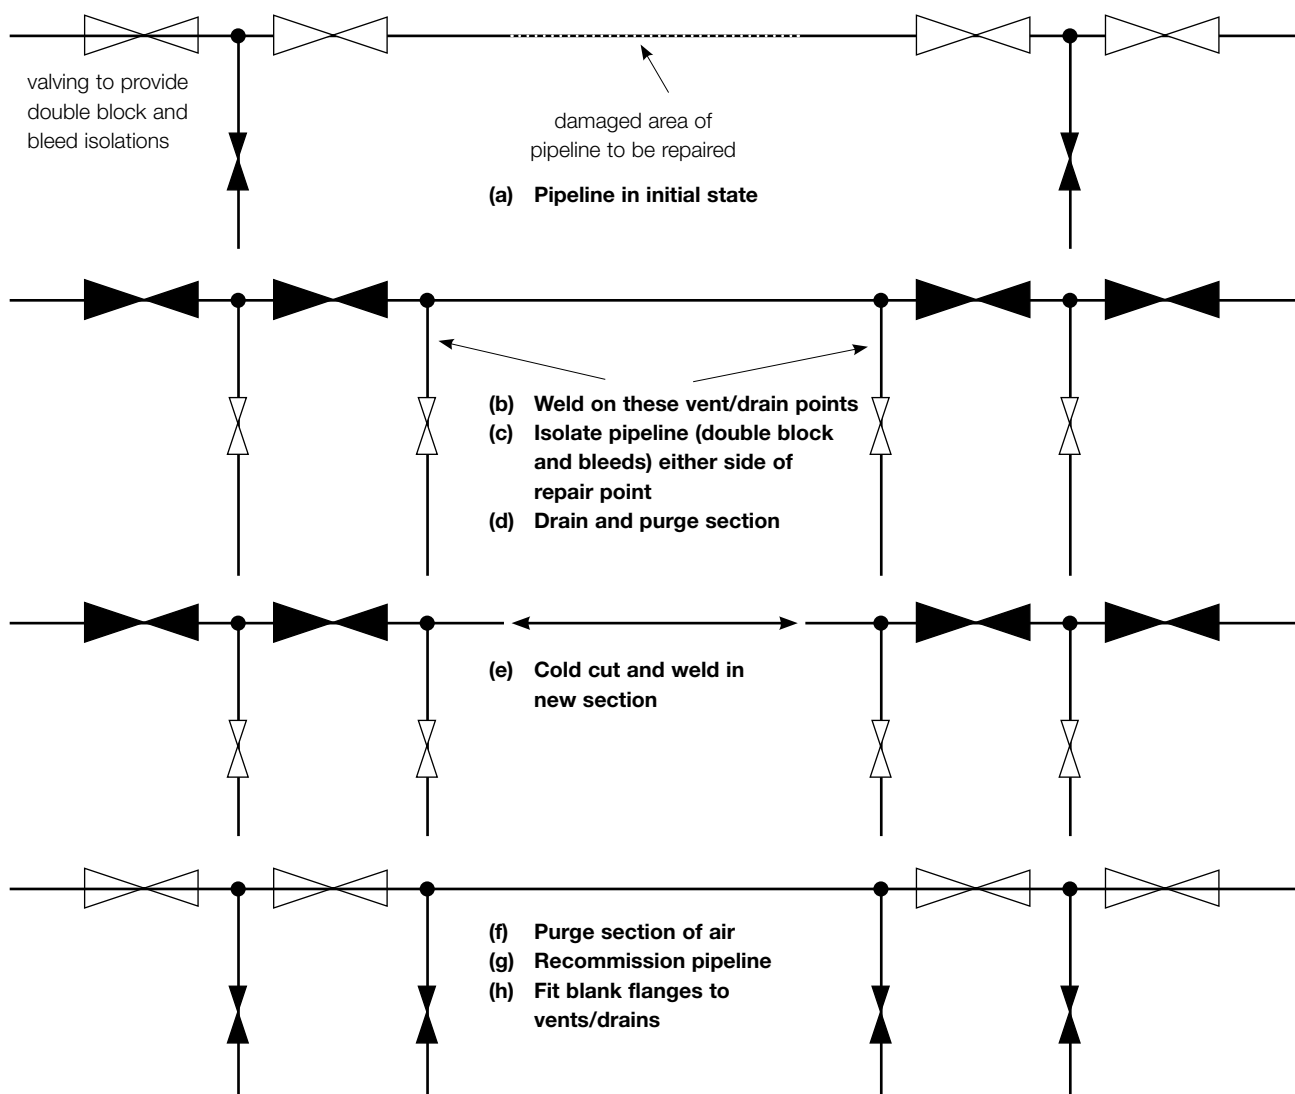 valving to provide
double block and
bleed isolations
damaged area of
pipeline to be repaired
(a) Pipeline in initial state
(b) Weld on these vent/drain points
(c) Isolate pipeline (double block
and bleeds) either side of
repair point
(d) Drain and purge section
(e) Cold cut and weld in
new section
(f) Purge section of air
(g) Recommission pipeline
(h) Fit blank flanges to
vents/drains